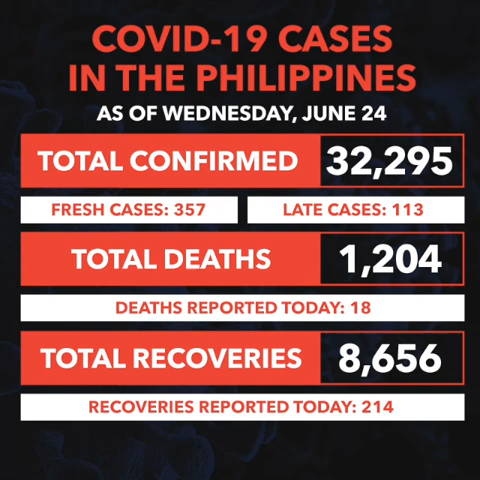 COVID-19 CASES
IN THE PHILIPPINES
AS OF WEDNESDAY, JUNE 24
TOTAL CONFIRMED 32,295
FRESH CASES: 357 LATE CASES: 113
TOTAL DEATHS 1,204
DEATHS REPORTED TODAY: 18
TOTAL RECOVERIES 8,656
RECOVERIES REPORTED TODAY: 214